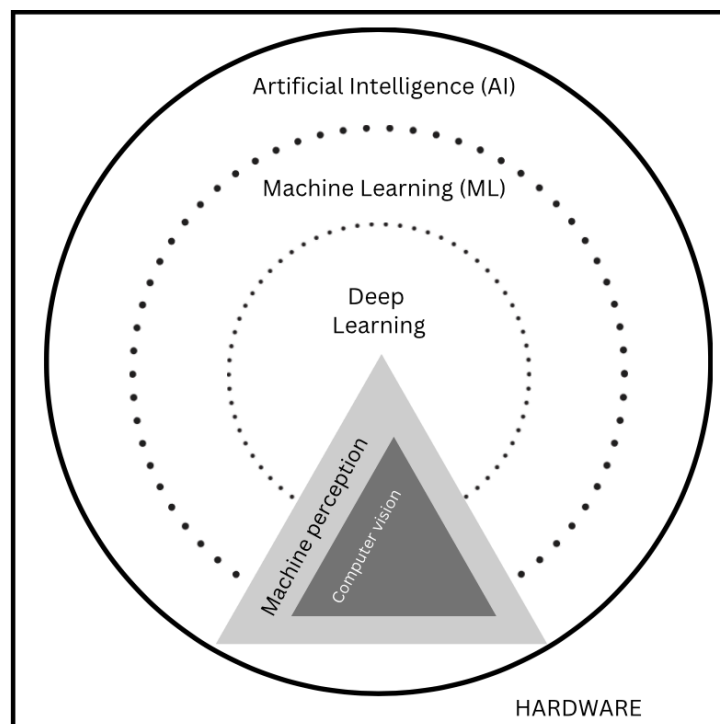 Artificial Intelligence (AI)
Machine Learning (ML)
Deep
Learning
Machine perception
Computer vision
HARDWARE